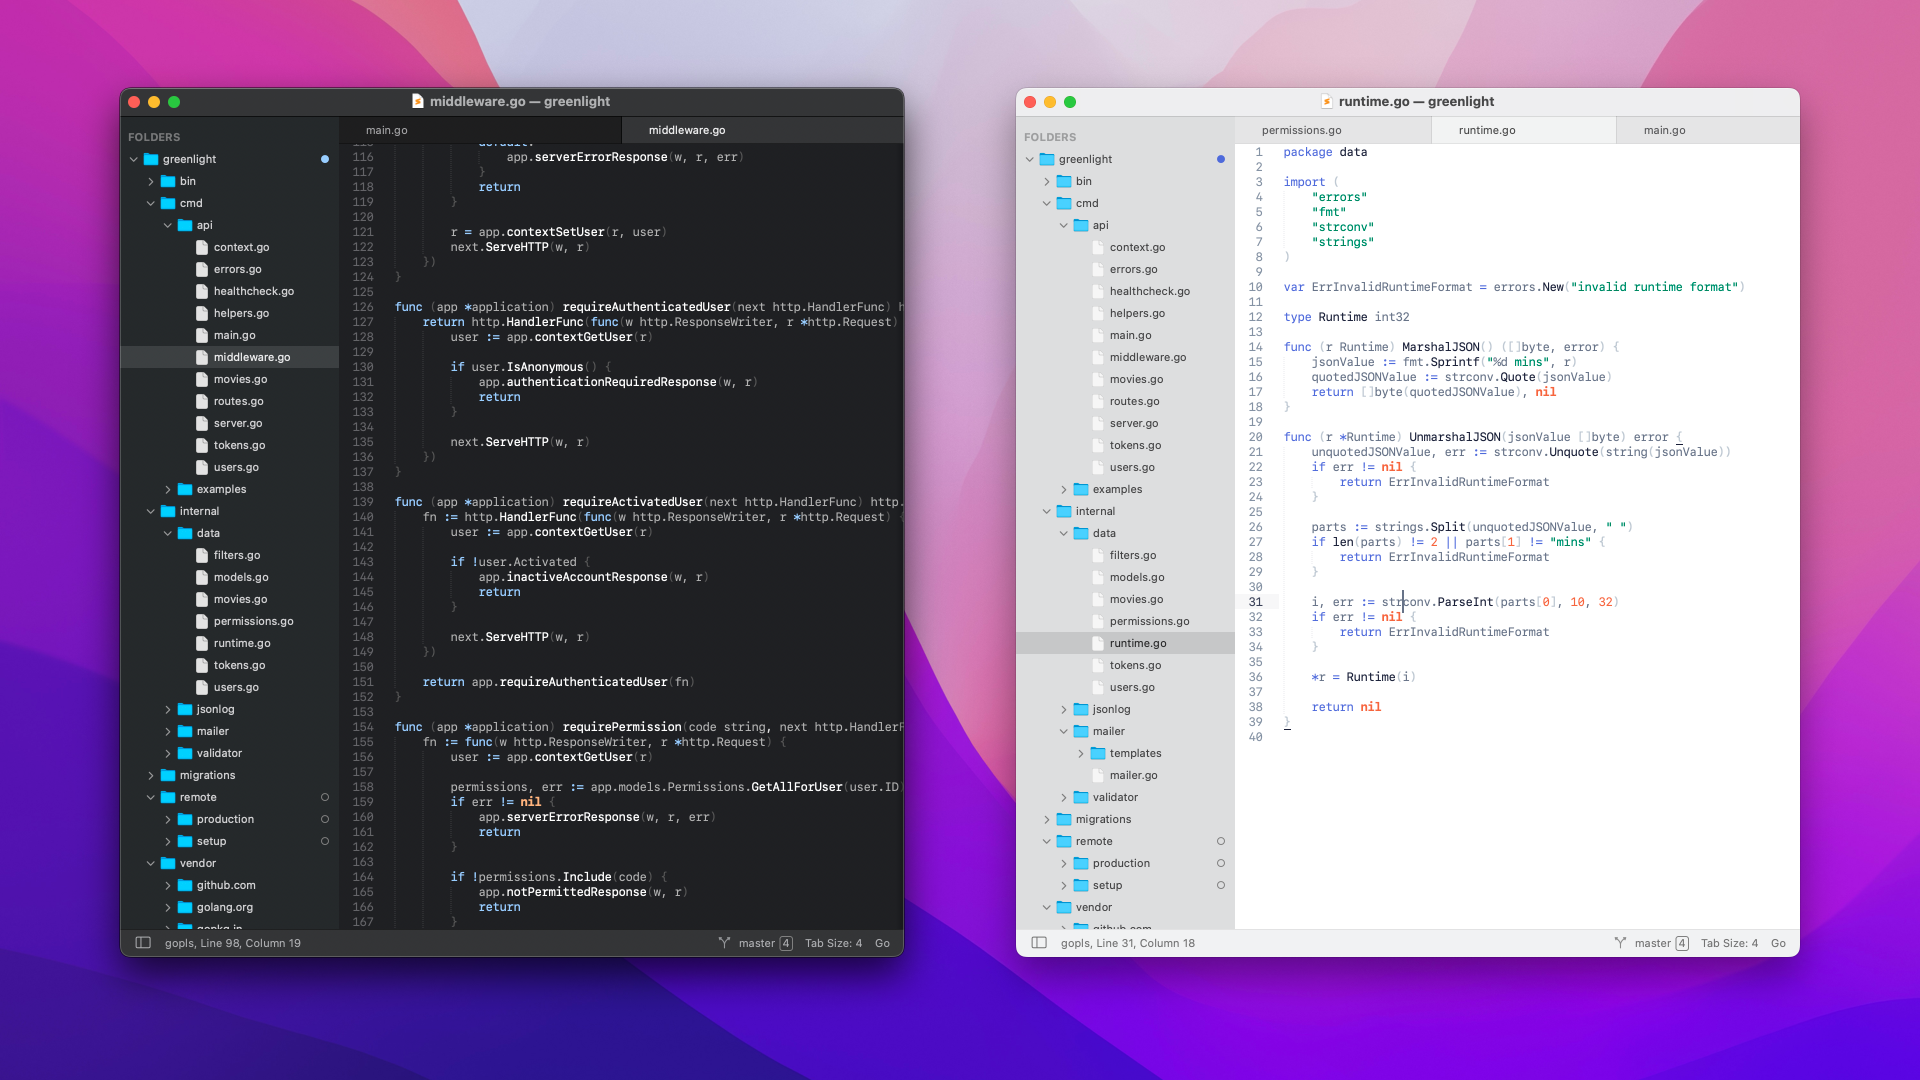 middleware.go — greenlight
FOLDERS
greenlight
bin
cmd
api
context.go
errors.go
healthcheck.go
helpers.go
main.go
middleware.go
movies.go
routes.go
server.go
tokens.go
users.go
examples
internal
data
filters.go
models.go
movies.go
permissions.go
runtime.go
tokens.go
users.go
jsonlog
mailer
validator
migrations
remote
production
setup
vendor
github.com
golang.org
main.go
middleware.go
116 app.serverErrorResponse(w, r, err)
117 }
118 return
119 }
120
121 r = app.contextSetUser(r, user)
122 next.ServeHTTP(w, r)
123 })
124 }
125
126 func (app *application) requireAuthenticatedUser(next http.HandlerFunc) h
127 return http.HandlerFunc(func(w http.ResponseWriter, r *http.Request)
128 user := app.contextGetUser(r)
129
130 if user.IsAnonymous() {
131 app.authenticationRequiredResponse(w, r)
132 return
133 }
134
135 next.ServeHTTP(w, r)
136 })
137 }
138
139 func (app *application) requireActivatedUser(next http.HandlerFunc) http.
140 fn := http.HandlerFunc(func(w http.ResponseWriter, r *http.Request) {
141 user := app.contextGetUser(r)
142
143 if !user.Activated {
144 app.inactiveAccountResponse(w, r)
145 return
146 }
147
148 next.ServeHTTP(w, r)
149 })
150
151 return app.requireAuthenticatedUser(fn)
152 }
153
154 func (app *application) requirePermission(code string, next http.HandlerF
155 fn := func(w http.ResponseWriter, r *http.Request) {
156 user := app.contextGetUser(r)
157
158 permissions, err := app.models.Permissions.GetAllForUser(user.ID)
159 if err != nil {
160 app.serverErrorResponse(w, r, err)
161 return
162 }
163
164 if !permissions.Include(code) {
165 app.notPermittedResponse(w, r)
166 return
167 }
gopls, Line 98, Column 19
master 4 Tab Size: 4 Go
runtime.go — greenlight
FOLDERS
greenlight
bin
cmd
api
context.go
errors.go
healthcheck.go
helpers.go
main.go
middleware.go
movies.go
routes.go
server.go
tokens.go
users.go
examples
internal
data
filters.go
models.go
movies.go
permissions.go
runtime.go
tokens.go
users.go
jsonlog
mailer
templates
mailer.go
validator
migrations
remote
production
setup
vendor
github.com
permissions.go
runtime.go
main.go
1 package data
2
3 import (
4 "errors"
5 "fmt"
6 "strconv"
7 "strings"
8 )
9
10 var ErrInvalidRuntimeFormat = errors.New("invalid runtime format")
11
12 type Runtime int32
13
14 func (r Runtime) MarshalJSON() ([]byte, error) {
15 jsonValue := fmt.Sprintf("%d mins", r)
16 quotedJSONValue := strconv.Quote(jsonValue)
17 return []byte(quotedJSONValue), nil
18 }
19
20 func (r *Runtime) UnmarshalJSON(jsonValue []byte) error {
21 unquotedJSONValue, err := strconv.Unquote(string(jsonValue))
22 if err != nil {
23 return ErrInvalidRuntimeFormat
24 }
25
26 parts := strings.Split(unquotedJSONValue, " ")
27 if len(parts) != 2 || parts[1] != "mins" {
28 return ErrInvalidRuntimeFormat
29 }
30
31 i, err := strconv.ParseInt(parts[0], 10, 32)
32 if err != nil {
33 return ErrInvalidRuntimeFormat
34 }
35
36 *r = Runtime(i)
37
38 return nil
39 }
40
gopls, Line 31, Column 18
master 4 Tab Size: 4 Go